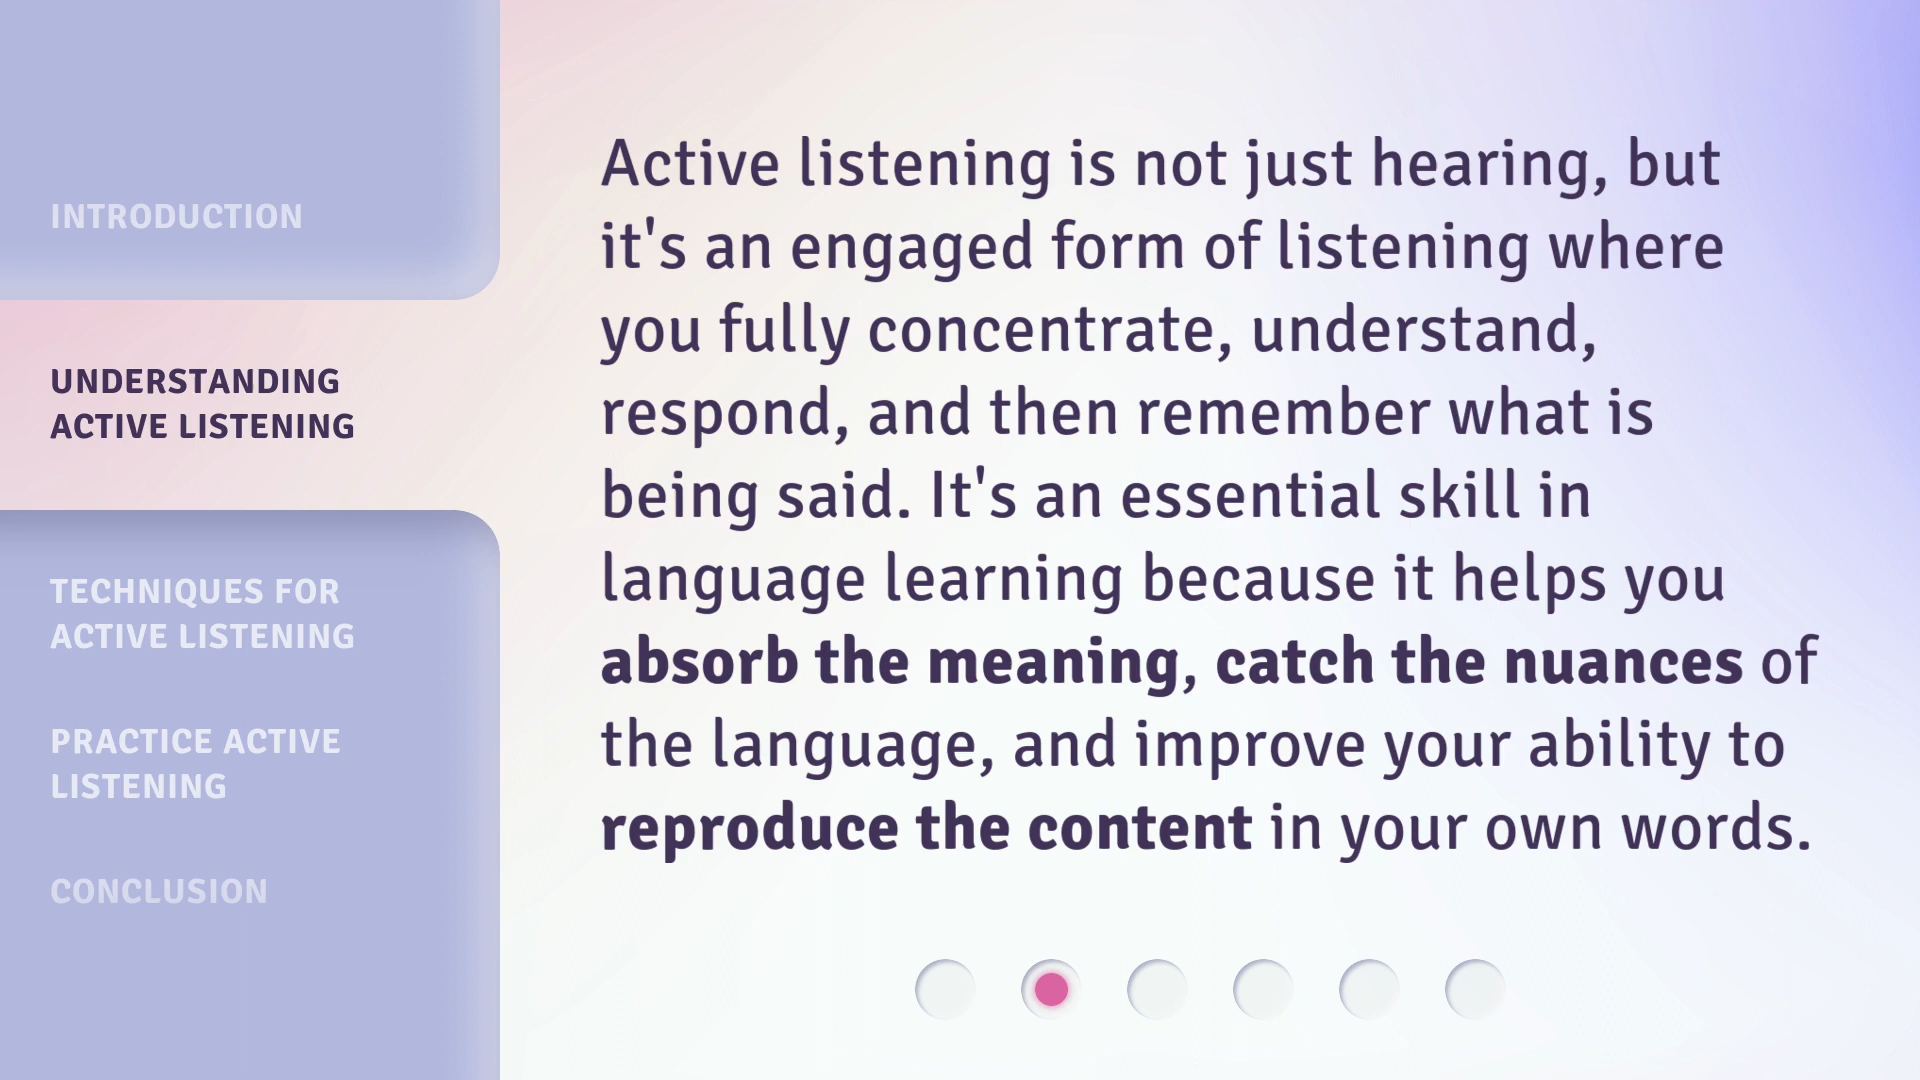 INTRODUCTION
UNDERSTANDING
ACTIVE LISTENING
TECHNIQUES FOR
ACTIVE LISTENING
PRACTICE ACTIVE
LISTENING
CONCLUSION
Active listening is not just hearing, but
it's an engaged form of listening where
you fully concentrate, understand,
respond, and then remember what is
being said. It's an essential skill in
language learning because it helps you
absorb the meaning, catch the nuances of
the language, and improve your ability to
reproduce the content in your own words.